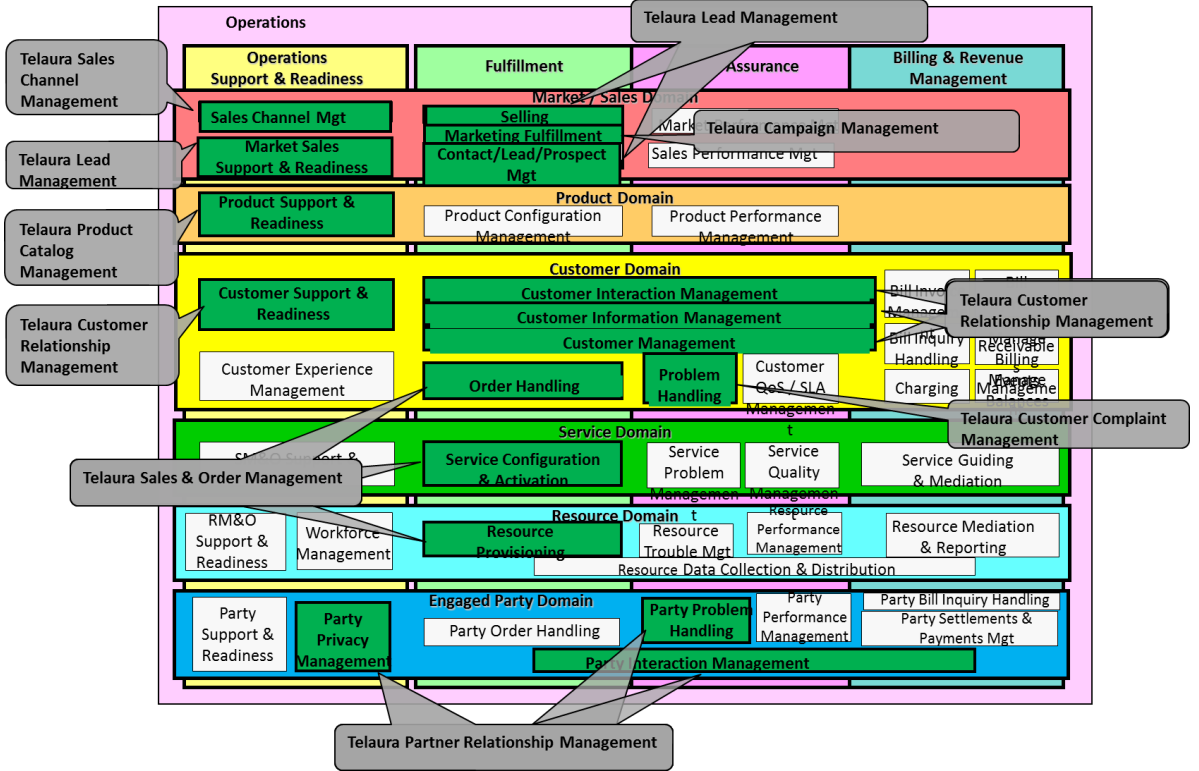 Operations
Telaura Lead Management
Telaura Sales
Channel
Management
Operations
Support & Readiness
Fulfillment
Assurance
Billing & Revenue
Management
Sales Domain
Sales Channel Mgt
Selling
Marketing Fulfillment
Telaura Campaign Management
Market Sales
Support & Readiness
Contact/Lead/Prospect
Mgt
Sales Performance Mgt
Telaura Lead
Management
Product Domain
Product Support &
Readiness
Product Configuration
Management
Product Performance
Management
Telaura Product
Catalog
Management
Customer Domain
Customer Support &
Readiness
Customer Interaction Management
Customer Information Management
Customer Management
Telaura Customer
Relationship Management
Telaura Customer
Relationship
Management
Bill Inquiry
Handling
Receivable
Billing
Charging
Customer Experience
Management
Order Handling
Problem
Handling
Customer
QoS / SLA
Managemen
t
Telaura Customer Complaint
Management
Service Domain
Telaura Sales & Order Management
Service Configuration
& Activation
Service
Problem
Managemen
t
Service
Quality
Managemen
t
Service Guiding
& Mediation
Resource Domain
RM&O
Support &
Readiness
Workforce
Management
Resource
Provisioning
Resource
Trouble Mgt
Resource
Performance
Management
Resource Mediation
& Reporting
Resource Data Collection & Distribution
Engaged Party Domain
Party
Support &
Readiness
Party
Privacy
Management
Party Order Handling
Party Problem
Handling
Party
Performance
Management
Party Bill Inquiry Handling
Party Settlements &
Payments Mgt
Party Interaction Management
Telaura Partner Relationship Management